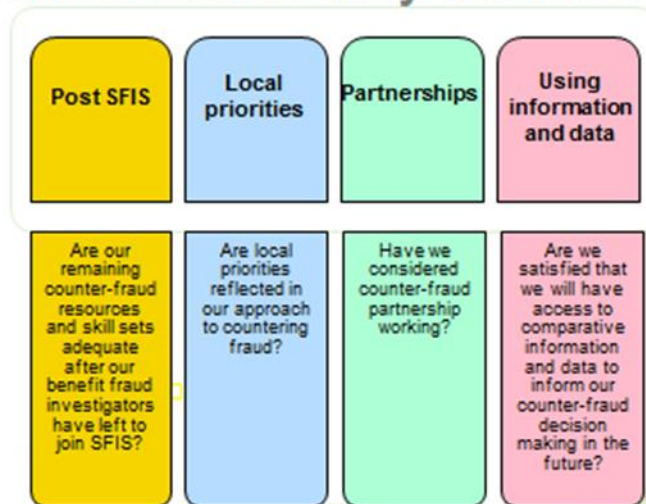 Post SFIS
Local
priorities
Partnerships
Using
information
and data
Are our
remaining
counter-fraud
resources
and skill sets
adequate
after our
benefit fraud
investigators
have left to
join SFIS?
Are local
priorities
reflected in
our approach
to countering
fraud?
Have we
considered
counter-fraud
partnership
working?
Are we
satisfied that
we will have
access to
comparative
information
and data to
inform our
counter-fraud
decision
making in the
future?